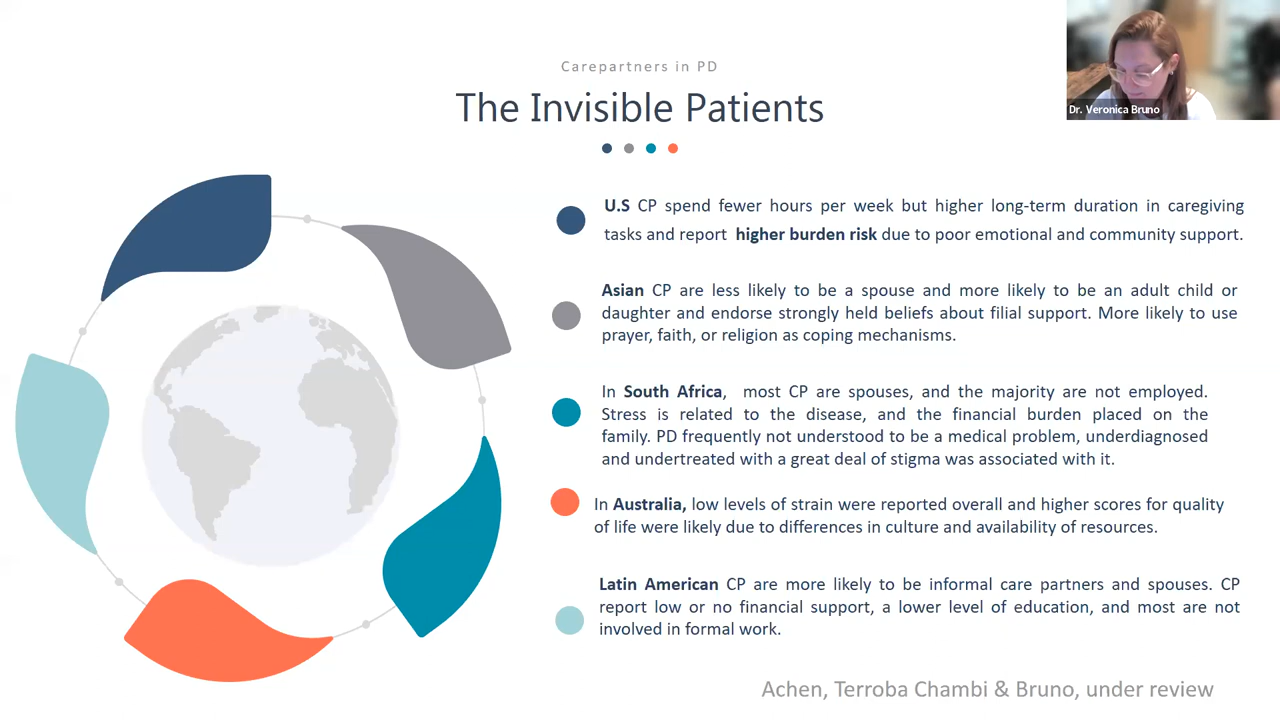 Carepartners in PD
The Invisible Patients
Dr. Veronica Bruno
U.S CP spend fewer hours per week but higher long-term duration in caregiving
tasks and report higher burden risk due to poor emotional and community support.
Asian CP are less likely to be a spouse and more likely to be an adult child or
daughter and endorse strongly held beliefs about filial support. More likely to use
prayer, faith, or religion as coping mechanisms.
In South Africa, most CP are spouses, and the majority are not employed.
Stress is related to the disease, and the financial burden placed on the
family. PD frequently not understood to be a medical problem, underdiagnosed
and undertreated with a great deal of stigma was associated with it.
In Australia, low levels of strain were reported overall and higher scores for quality
of life were likely due to differences in culture and availability of resources.
Latin American CP are more likely to be informal care partners and spouses. CP
report low or no financial support, a lower level of education, and most are not
involved in formal work.
Achen, Terroba Chambi & Bruno, under review